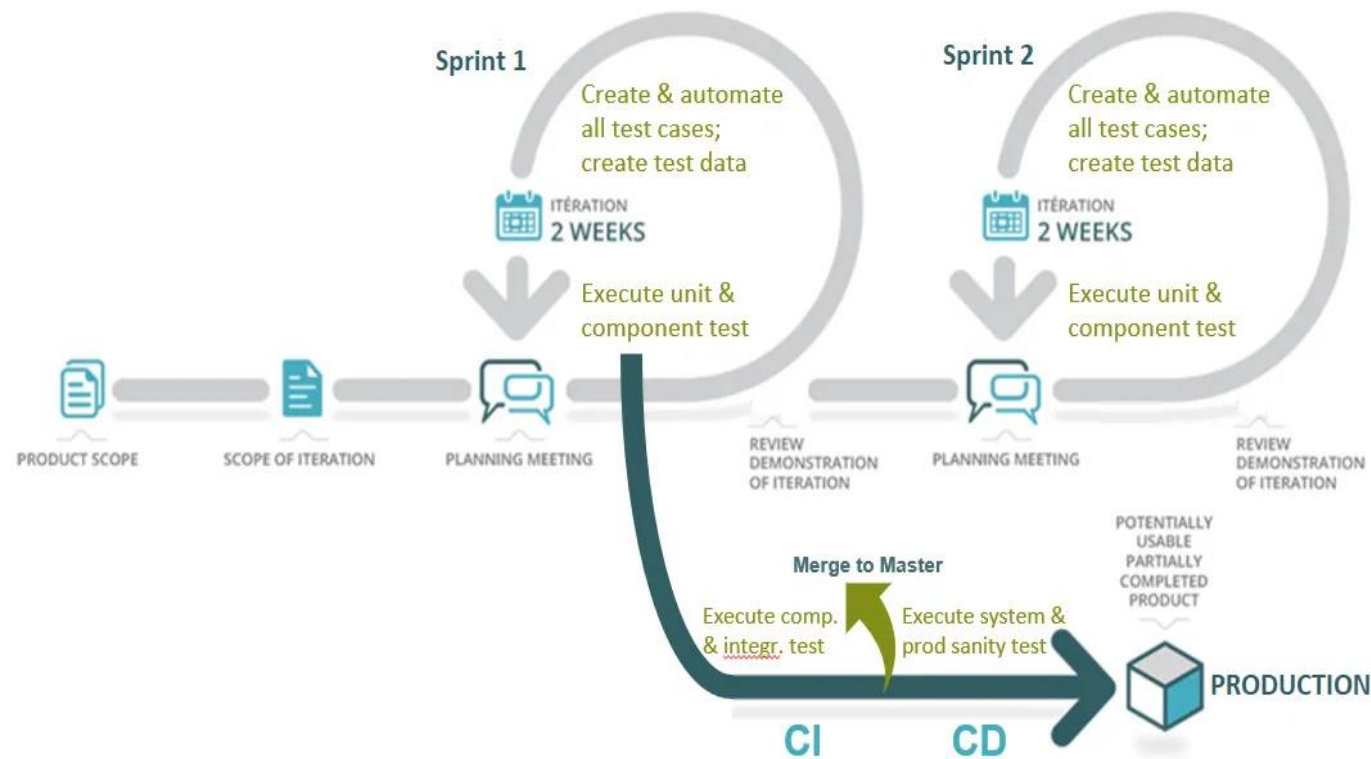 Sprint 1
Create & automate
all test cases;
create test data
ITÉRATION
2 WEEKS
Execute unit &
component test
Sprint 2
Create & automate
all test cases;
create test data
ITÉRATION
2 WEEKS
Execute unit &
component test
PRODUCT SCOPE
SCOPE OF ITERATION
PLANNING MEETING
REVIEW
DEMONSTRATION
OF ITERATION
PLANNING MEETING
REVIEW
DEMONSTRATION
OF ITERATION
Merge to Master
Execute comp.
& integr. test
Execute system &
prod sanity test
POTENTIALLY
USABLE
PARTIALLY
COMPLETED
PRODUCT
PRODUCTION
CI
CD